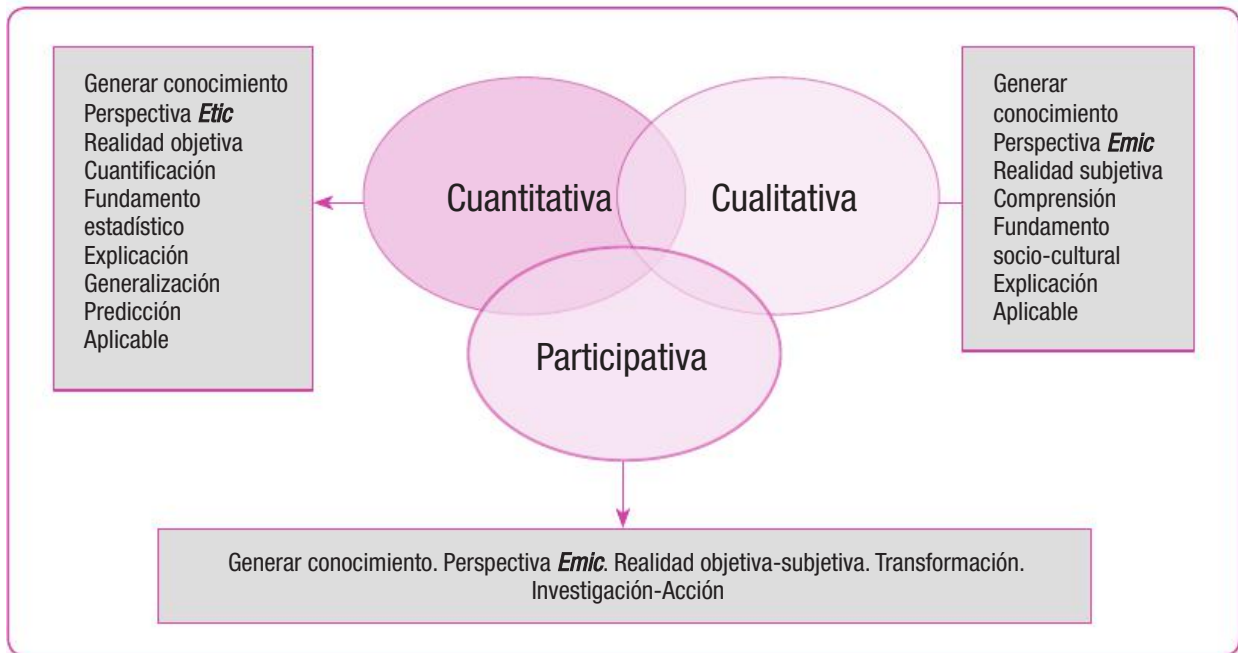 Generar conocimiento
Perspectiva Etic
Realidad objetiva
Cuantificación
Fundamento
estadístico
Explicación
Generalización
Predicción
Aplicable
Cuantitativa
Cualitativa
Participativa
Generar
conocimiento
Perspectiva Emic
Realidad subjetiva
Comprensión
Fundamento
socio-cultural
Explicación
Aplicable
Generar conocimiento. Perspectiva Emic. Realidad objetiva-subjetiva. Transformación.
Investigación-Acción